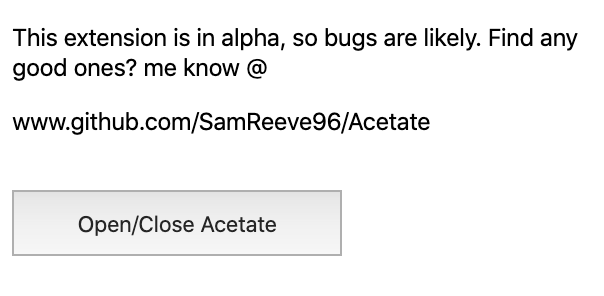 This extension is in alpha, so bugs are likely. Find any
good ones? me know @
www.github.com/SamReeve96/Acetate
Open/Close Acetate